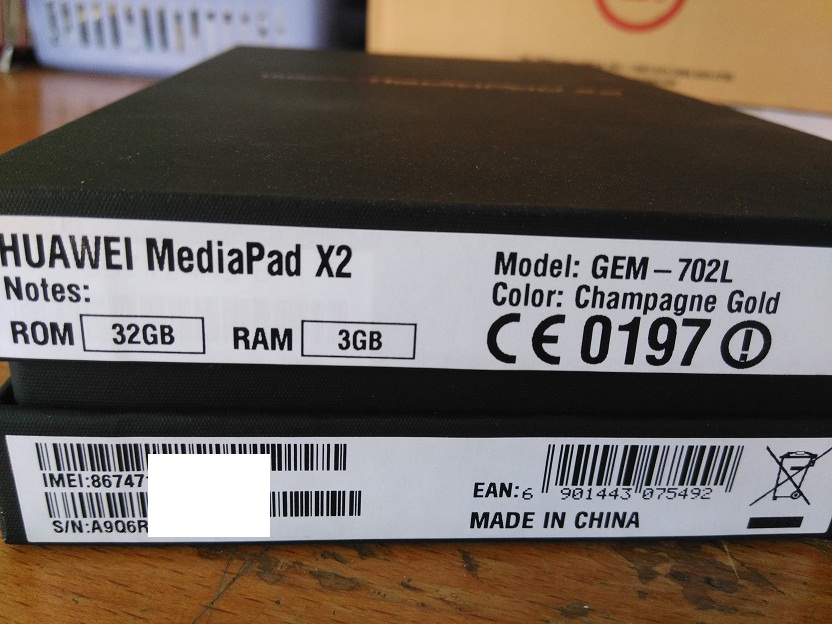 HUAWEI MediaPad X2
Notes:
ROM 32GB RAM 3GB
Model: GEM-702L
Color: Champagne Gold
CE 0197
IMEI:86747
S/N:A9Q6R
EAN: 6 901443 075492
MADE IN CHINA